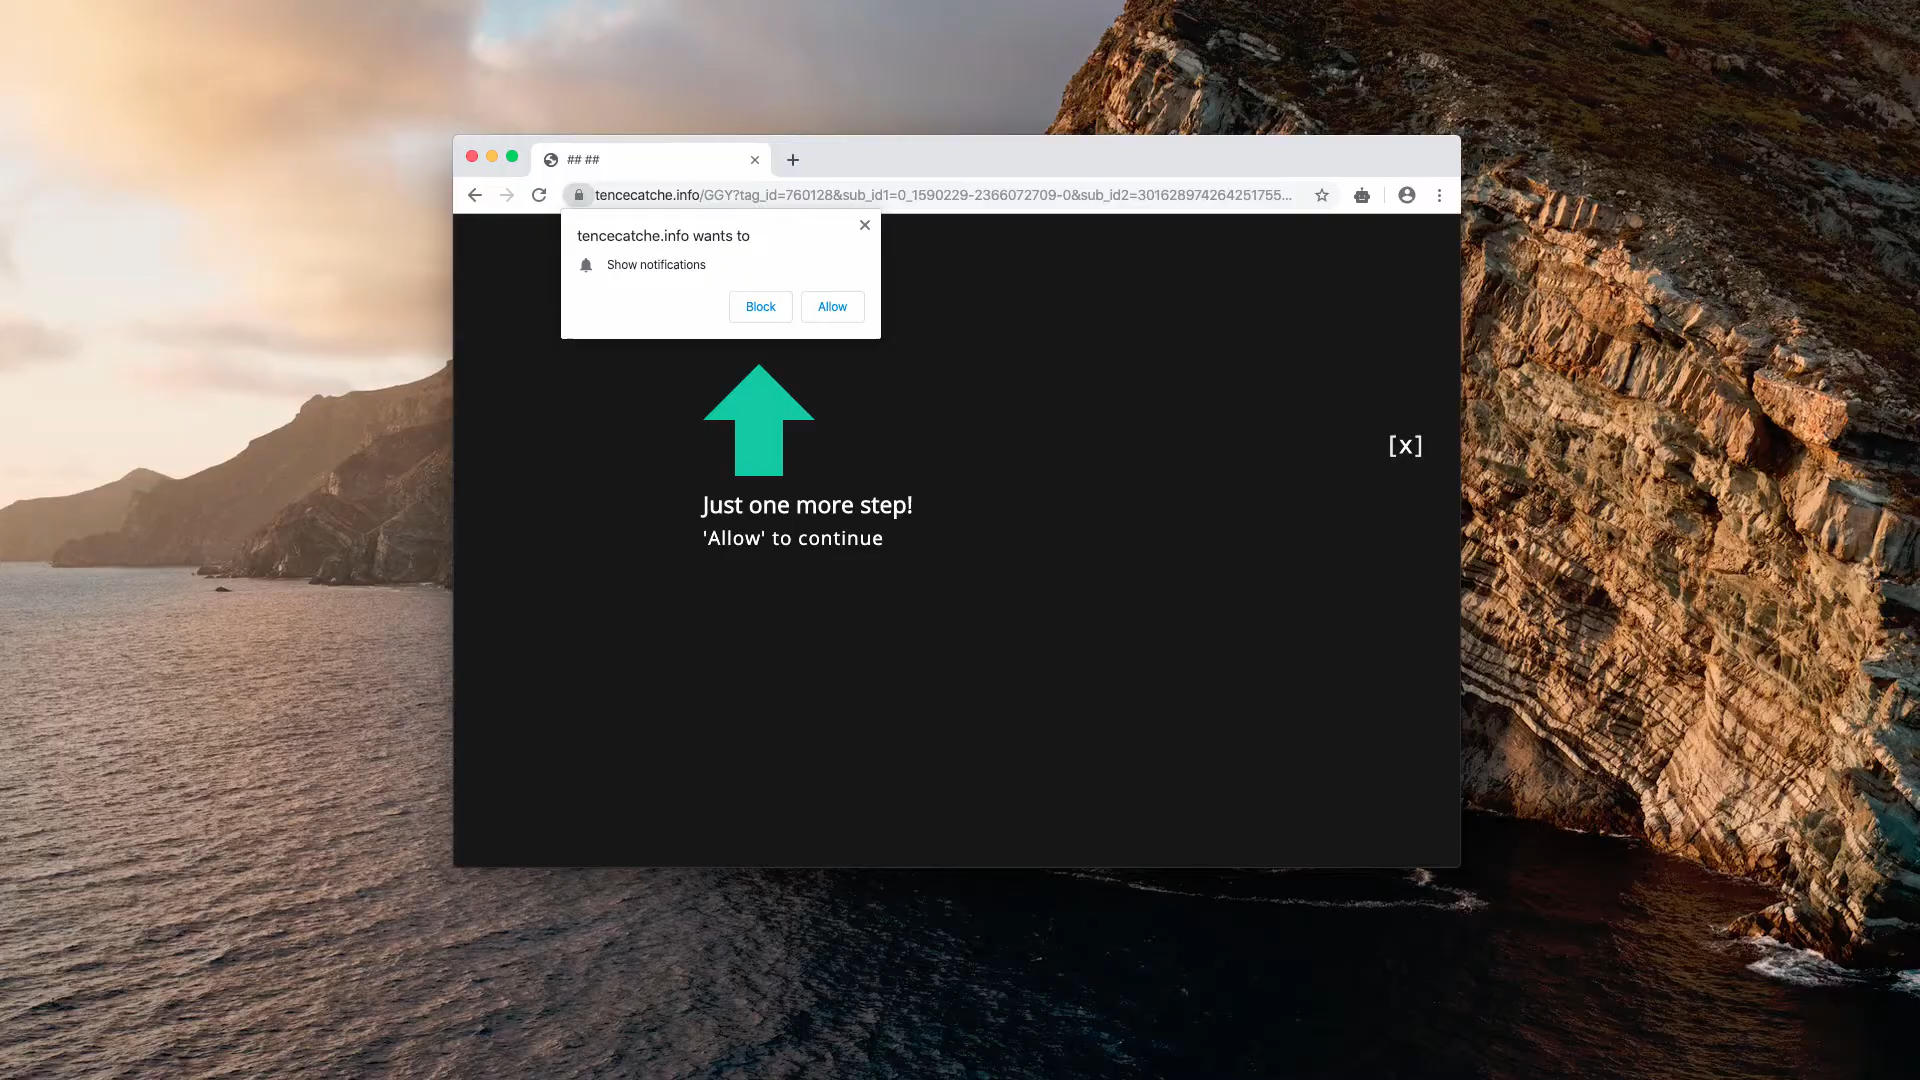 ## ##
tencecatche.info/GGY?tag_id=760128&sub_id1=0_1590229-2366072709-0&sub_id2=301628974264251755...
tencecatche.info wants to
Show notifications
Block Allow
[x]
Just one more step!
'Allow' to continue